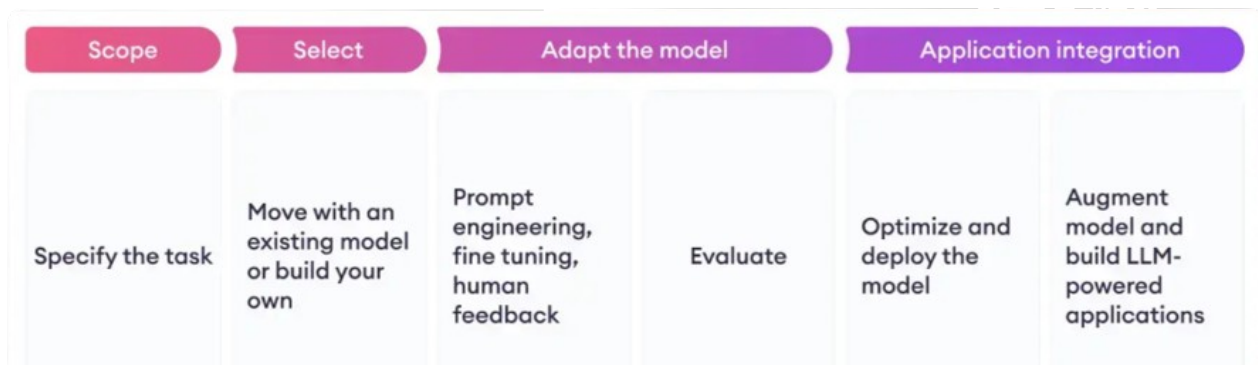 Scope
Select
Adapt the model
Application integration
Specify the task
Move with an
existing model
or build your
own
Prompt
engineering,
fine tuning,
human
feedback
Evaluate
Optimize and
deploy the
model
Augment
model and
build LLM-
powered
applications